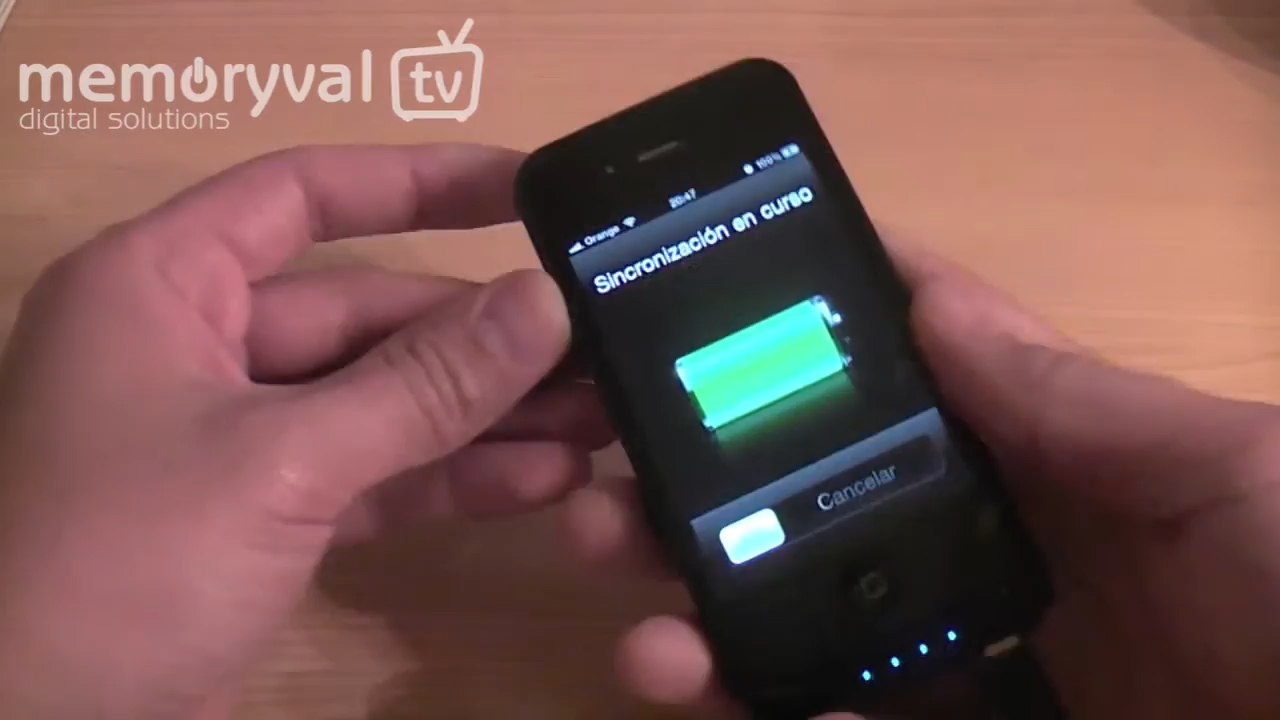 memoryval tv
digital solutions
Orange 20:47 100%
Sincronización en curso
Cancelar